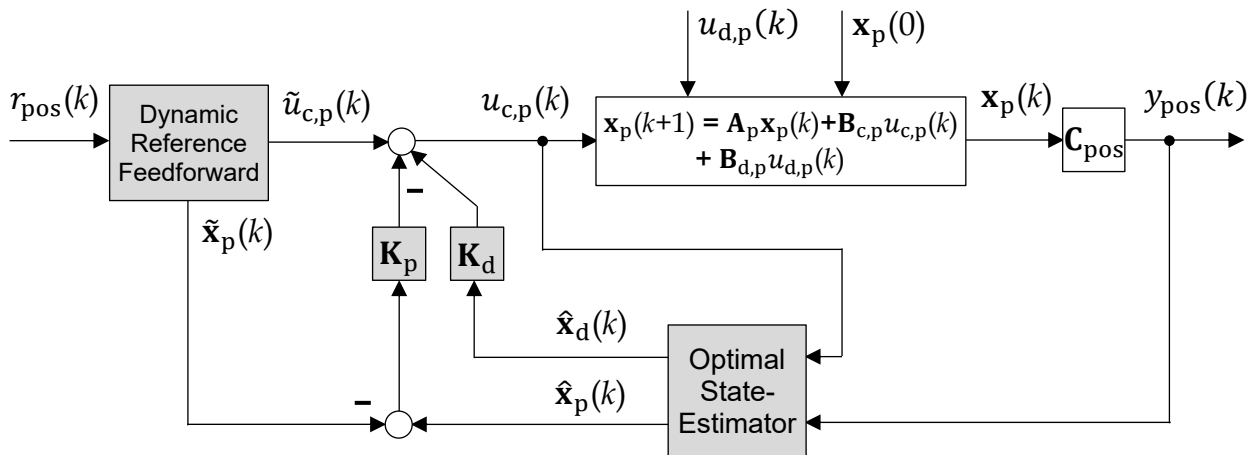 u_d,p(k)
x_p(0)
r_pos(k)
Dynamic
Reference
Feedforward
ũ_c,p(k)
u_c,p(k)
x_p(k+1) = A_p x_p(k)+B_c,p u_c,p(k)
+ B_d,p u_d,p(k)
x_p(k)
C_pos
y_pos(k)
–
x̃_p(k)
K_p
K_d
x̂_d(k)
x̂_p(k)
–
Optimal
State-
Estimator